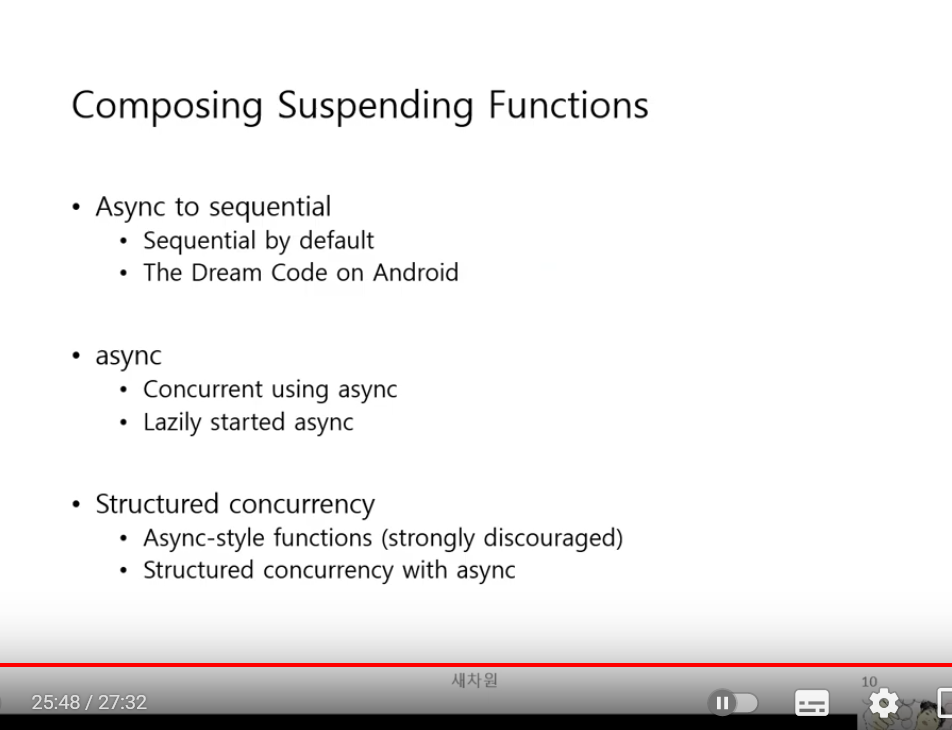 Composing Suspending Functions
• Async to sequential
• Sequential by default
• The Dream Code on Android
• async
• Concurrent using async
• Lazily started async
• Structured concurrency
• Async-style functions (strongly discouraged)
• Structured concurrency with async
새차원
10
25:48 / 27:32